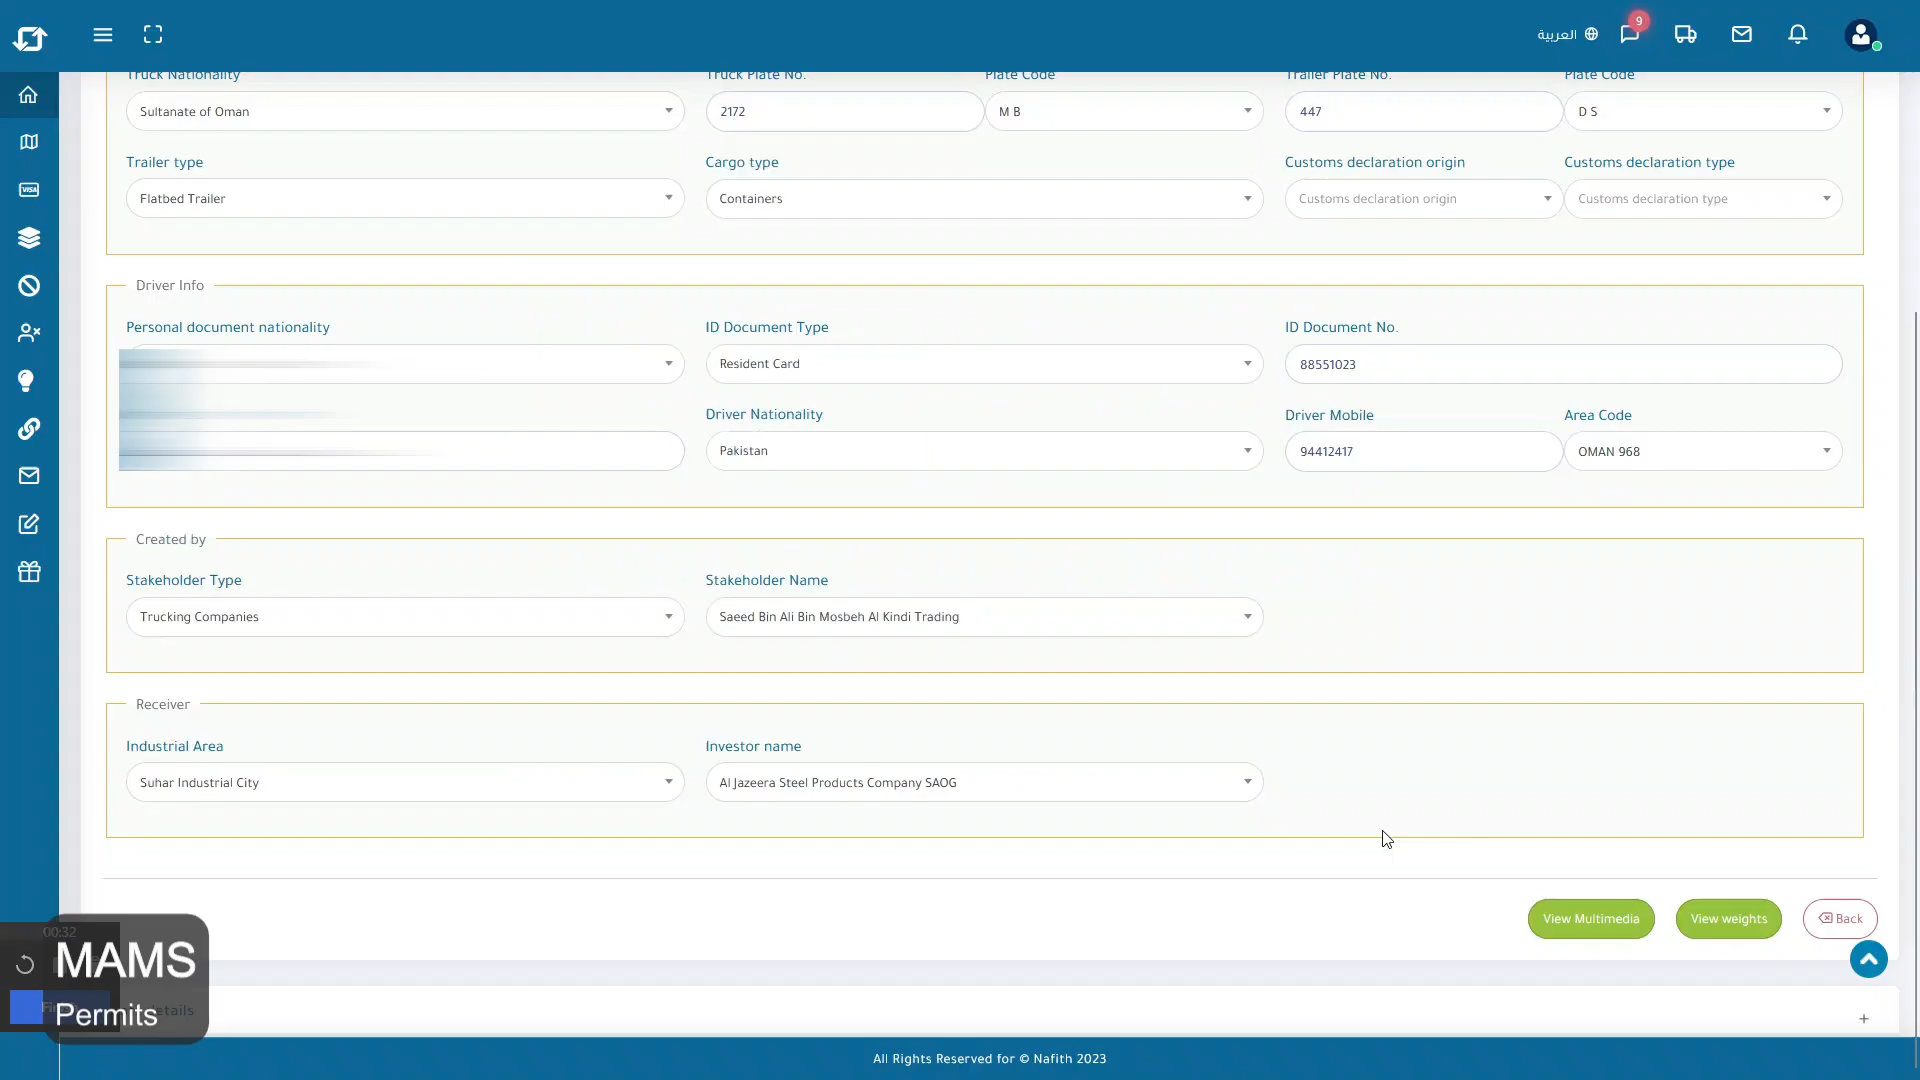 العربية
9
Truck Nationality
Truck Plate No.
Plate Code
Trailer Plate No.
Plate Code
Sultanate of Oman
2172
M B
447
D S
Trailer type
Cargo type
Customs declaration origin
Customs declaration type
Flatbed Trailer
Containers
Customs declaration origin
Customs declaration type
VISA
Driver Info
Personal document nationality
ID Document Type
ID Document No.
Resident Card
88551023
Driver Nationality
Driver Mobile
Area Code
Pakistan
94412417
OMAN 968
Created by
Stakeholder Type
Stakeholder Name
Trucking Companies
Saeed Bin Ali Bin Mosbeh Al Kindi Trading
Receiver
Industrial Area
Investor name
Suhar Industrial City
Al Jazeera Steel Products Company SAOG
View Multimedia
View weights
Back
00:32
MAMS
Permits
All Rights Reserved for © Nafith 2023